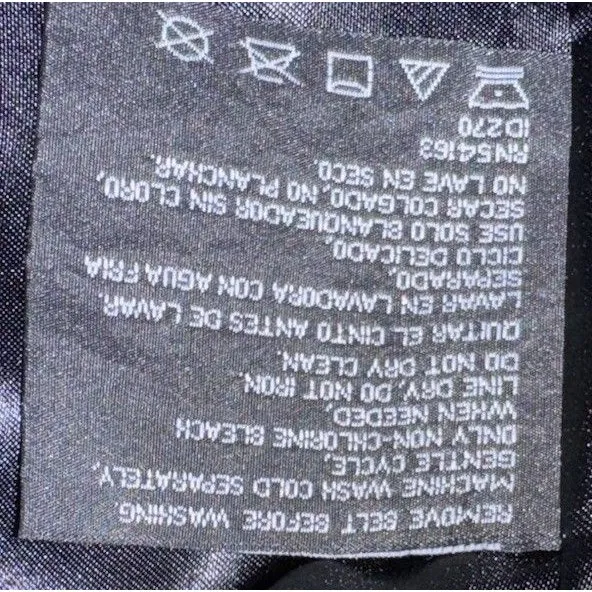 REMOVE BELT BEFORE WASHING
MACHINE WASH COLD SEPARATELY,
GENTLE CYCLE,
ONLY NON-CHLORINE BLEACH
WHEN NEEDED,
LINE DRY, DO NOT IRON,
DO NOT DRY CLEAN.
QUITAR EL CINTO ANTES DE LAVAR.
LAVAR EN LAVADORA CON AGUA FRIA
SEPARADO,
CICLO DELICADO,
USE SOLO BLANQUEADOR SIN CLORO,
SECAR COLGADO, NO PLANCHAR,
NO LAVE EN SECO.
RN54163
ID270